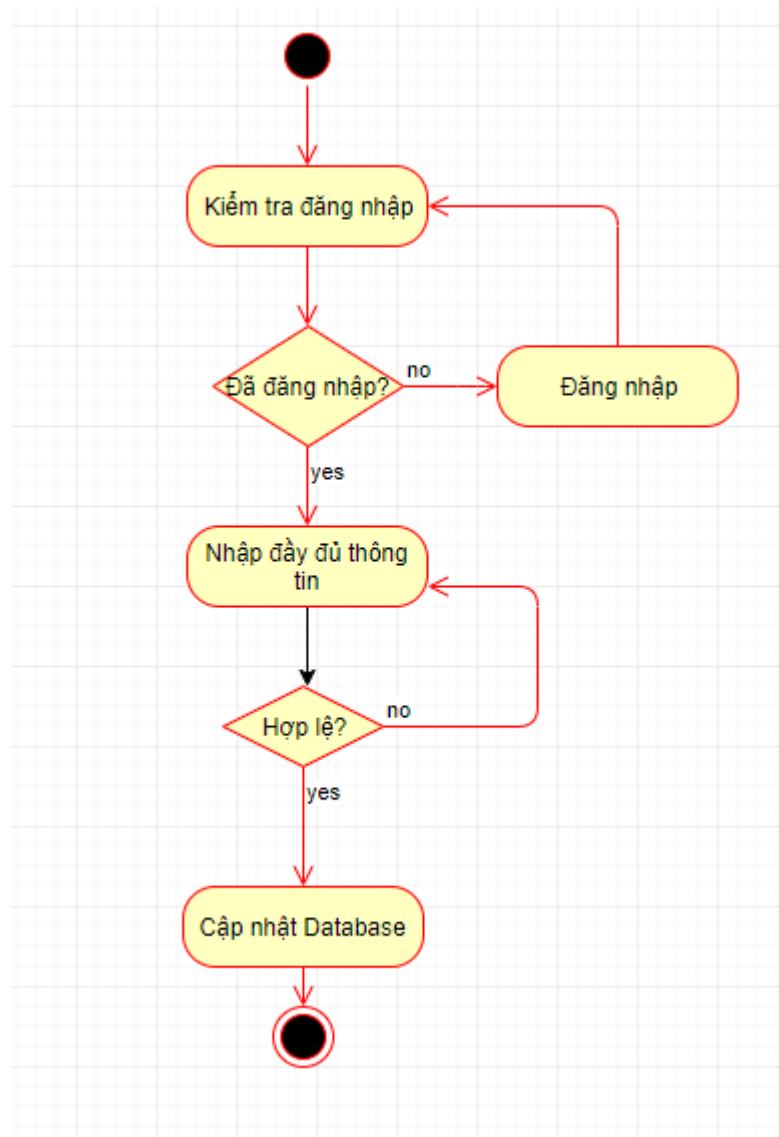 Kiểm tra đăng nhập
Đã đăng nhập?
no
Đăng nhập
yes
Nhập đầy đủ thông
tin
Hợp lệ?
no
yes
Cập nhật Database